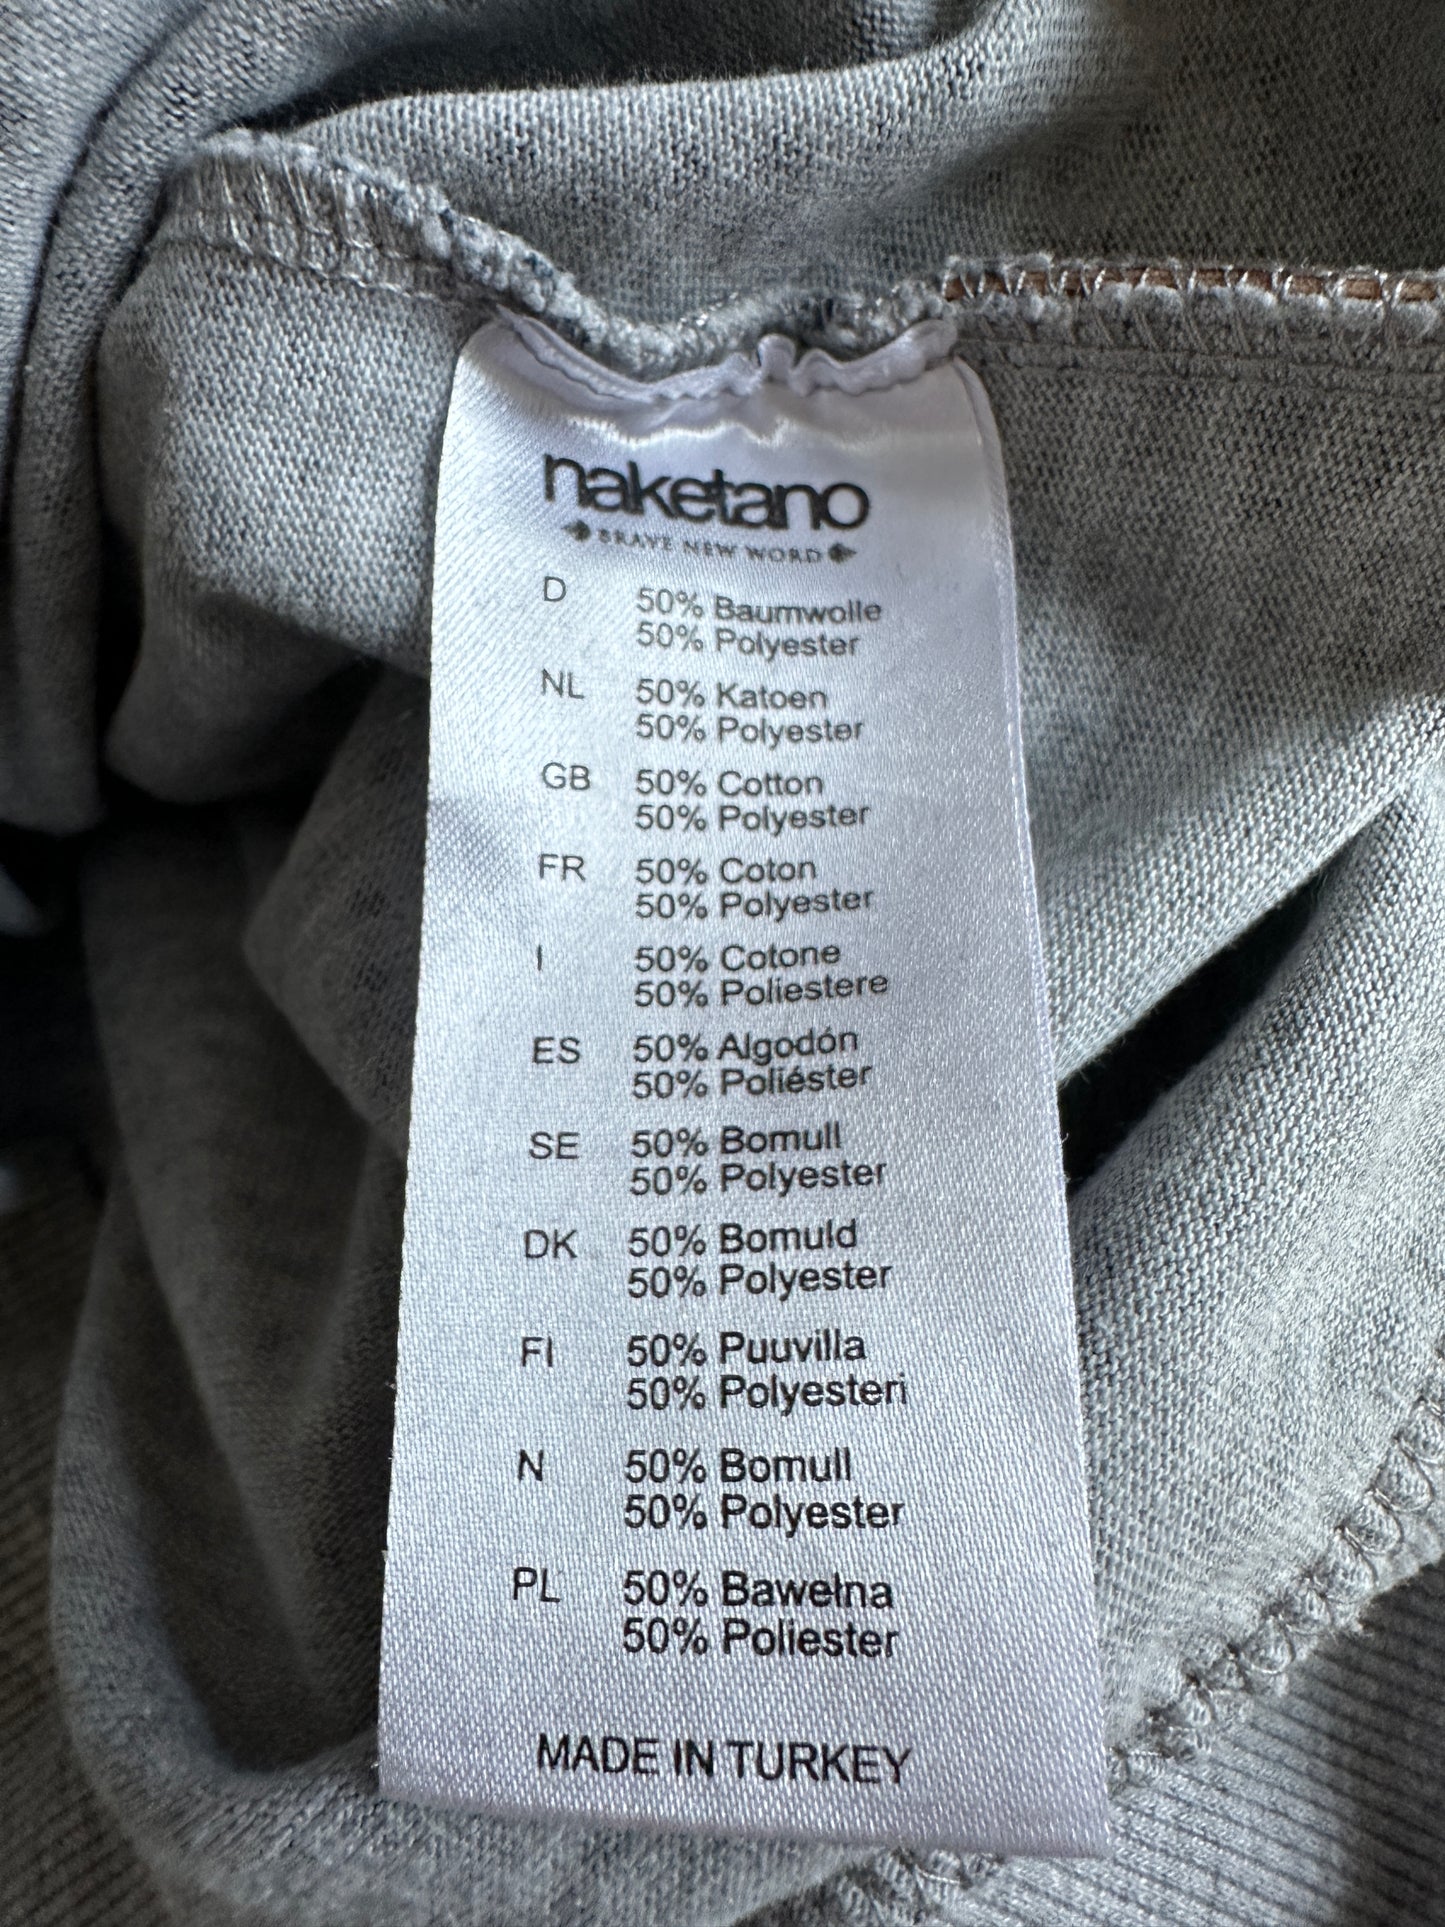 naketano
BRAVE NEW WORD
D 50% Baumwolle
50% Polyester
NL 50% Katoen
50% Polyester
GB 50% Cotton
50% Polyester
FR 50% Coton
50% Polyester
I 50% Cotone
50% Poliestere
ES 50% Algodón
50% Poliéster
SE 50% Bomull
50% Polyester
DK 50% Bomuld
50% Polyester
FI 50% Puuvilla
50% Polyesteri
N 50% Bomull
50% Polyester
PL 50% Bawełna
50% Poliester
MADE IN TURKEY